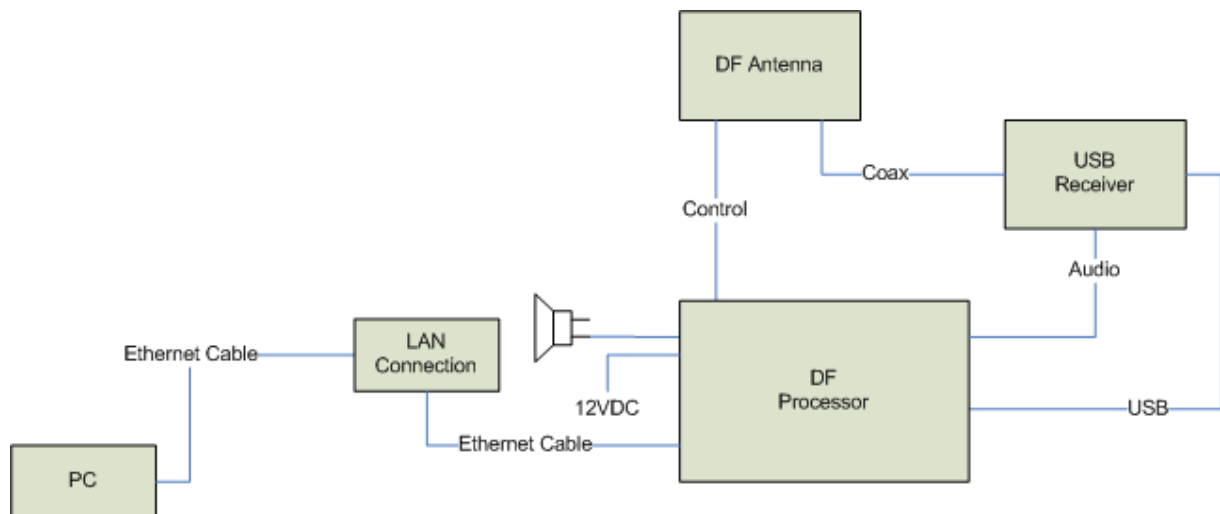 DF Antenna
USB
Receiver
Coax
Control
Audio
LAN
Connection
Ethernet Cable
DF
Processor
12VDC
USB
Ethernet Cable
PC